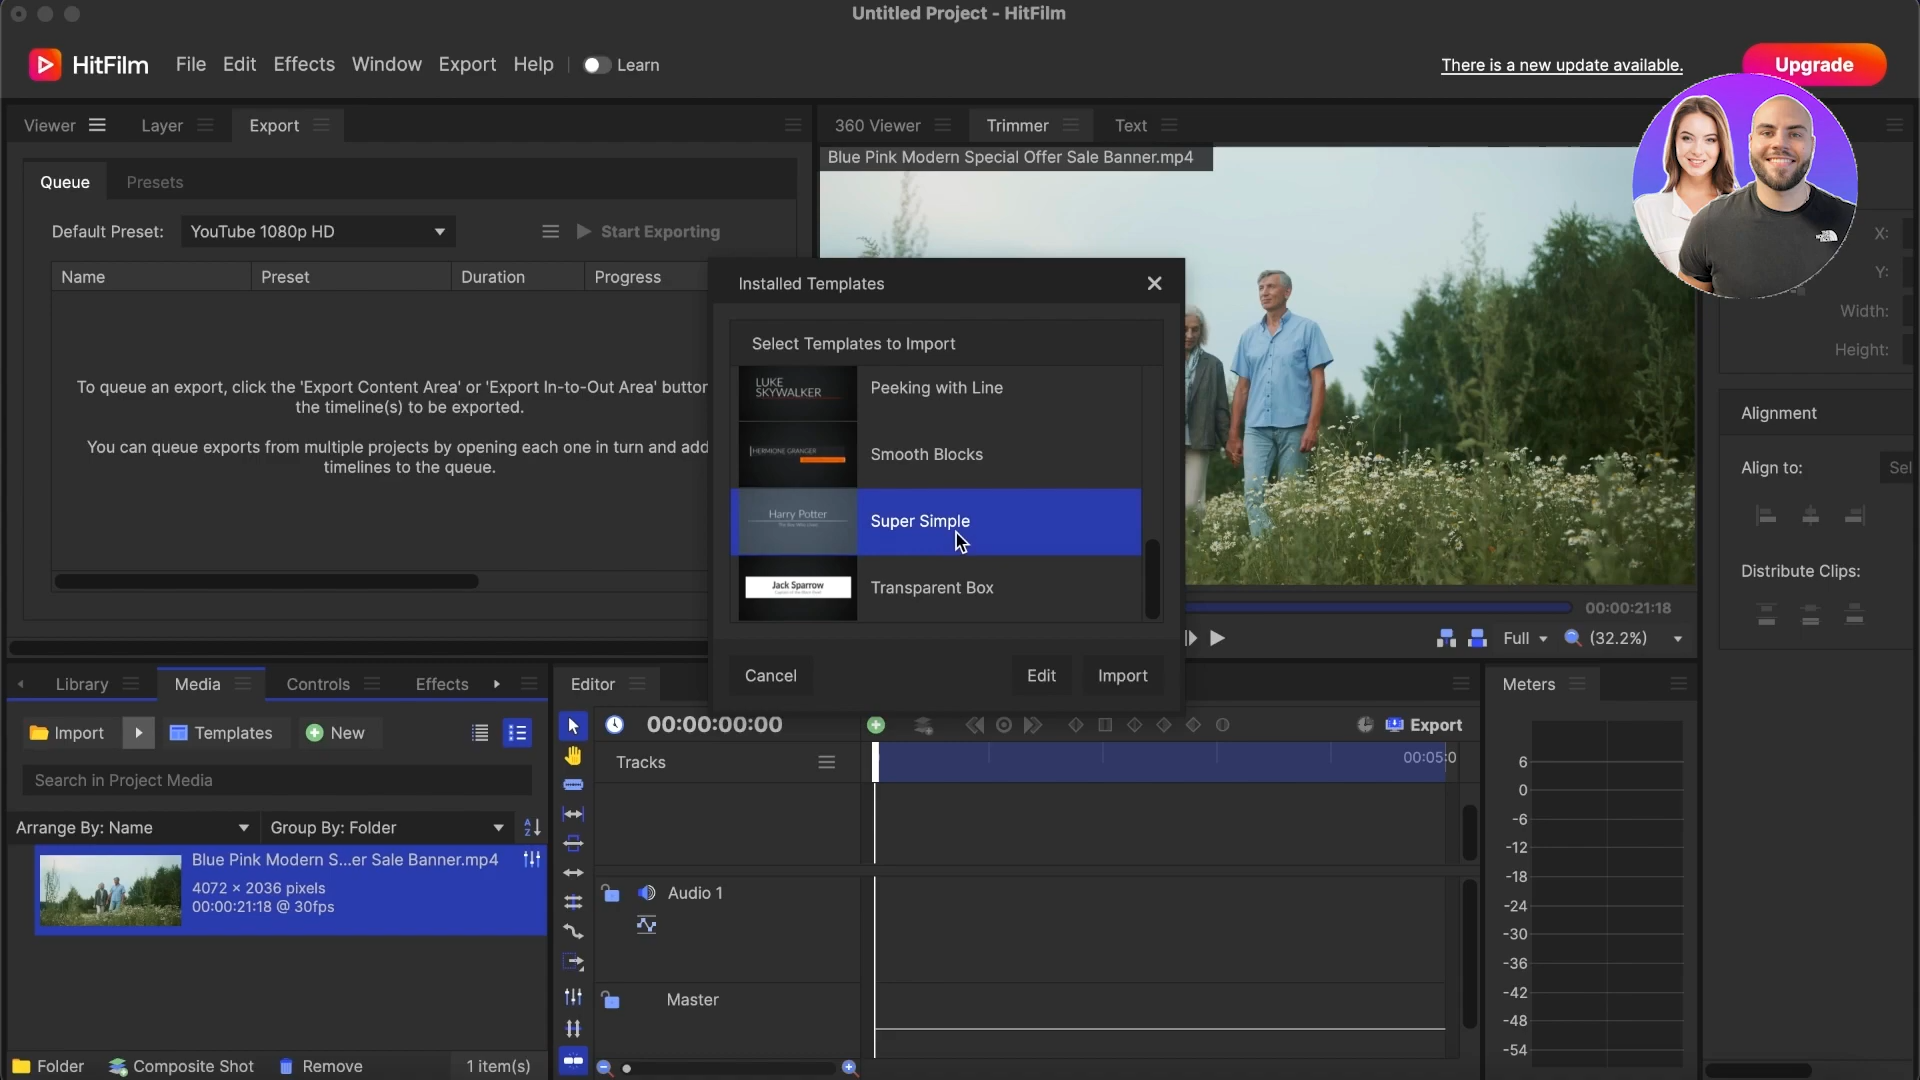 Untitled Project - HitFilm
HitFilm File Edit Effects Window Export Help Learn
There is a new update available. Upgrade
Viewer Layer Export
360 Viewer Trimmer Text
Blue Pink Modern Special Offer Sale Banner.mp4
Queue Presets
Default Preset: YouTube 1080p HD Start Exporting
Name Preset Duration Progress
To queue an export, click the 'Export Content Area' or 'Export In-to-Out Area' button
the timeline(s) to be exported.
You can queue exports from multiple projects by opening each one in turn and add
timelines to the queue.
Installed Templates
Select Templates to Import
LUKE
SKYWALKER
Peeking with Line
HERMIONE GRANGER
Smooth Blocks
Harry Potter
The Boy Who Lived
Super Simple
Jack Sparrow
Transparent Box
Cancel Edit Import
X:
Y:
Width:
Height:
Alignment
Align to: Sel
Distribute Clips:
00:00:21:18
Full (32.2%)
Library Media Controls Effects
Import Templates New
Search in Project Media
Arrange By: Name Group By: Folder
Blue Pink Modern S...er Sale Banner.mp4
4072 × 2036 pixels
00:00:21:18 @ 30fps
Folder Composite Shot Remove 1 item(s)
Editor
00:00:00:00
Export
Tracks
00:05:0
Audio 1
Master
Meters
6
0
-6
-12
-18
-24
-30
-36
-42
-48
-54